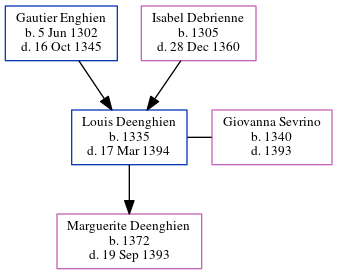 Gautier Enghien
b. 5 Jun 1302
d. 16 Oct 1345
Isabel Debrienne
b. 1305
d. 28 Dec 1360
Louis Deenghien
b. 1335
d. 17 Mar 1394
Giovanna Sevrino
b. 1340
d. 1393
Marguerite Deenghien
b. 1372
d. 19 Sep 1393